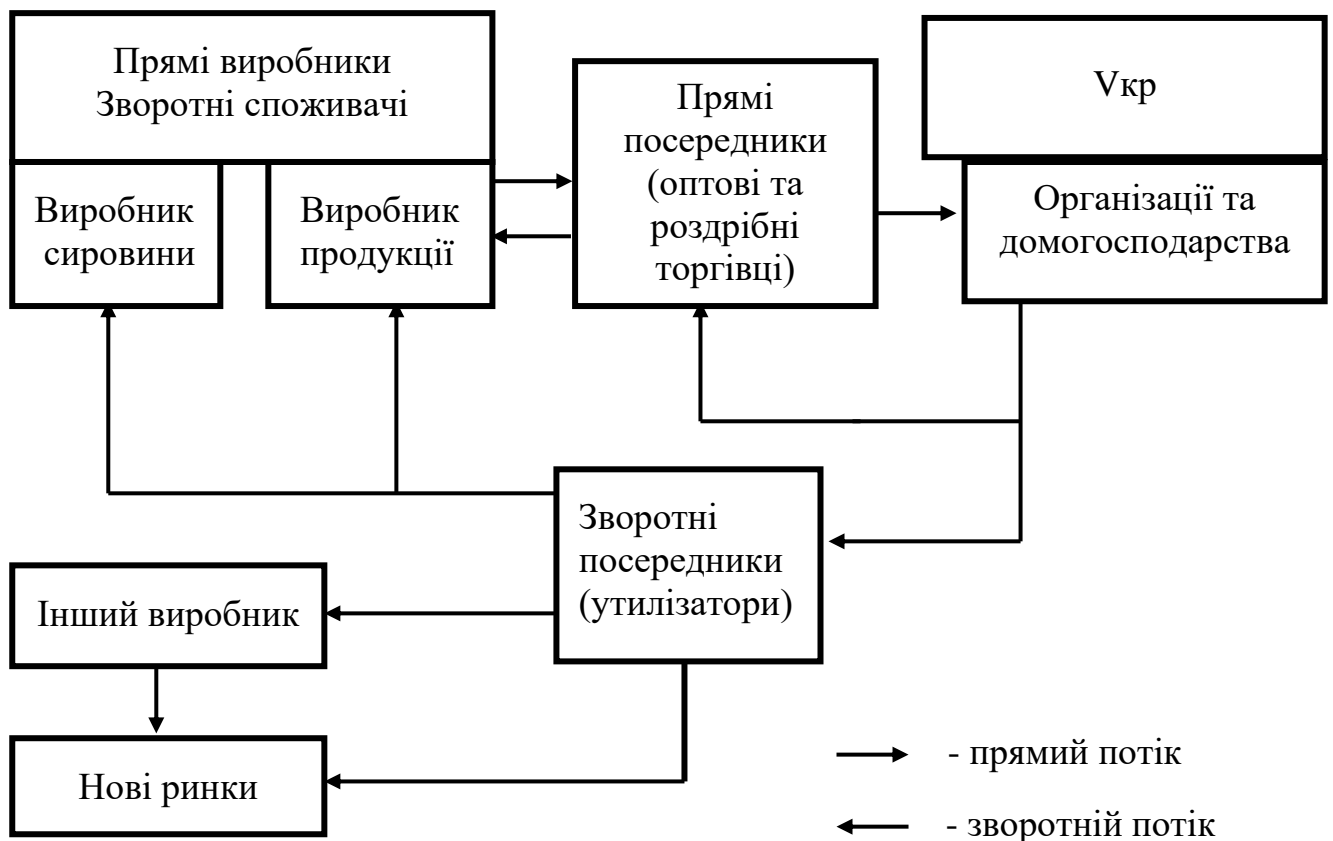 Прямі виробники
Зворотні споживачі
Виробник
сировини
Виробник
продукції
Прямі
посередники
(оптові та
роздрібні
торгівці)
Vкр
Організації та
домогосподарства
Зворотні
посередники
(утилізатори)
Інший виробник
Нові ринки
- прямий потік
- зворотній потік